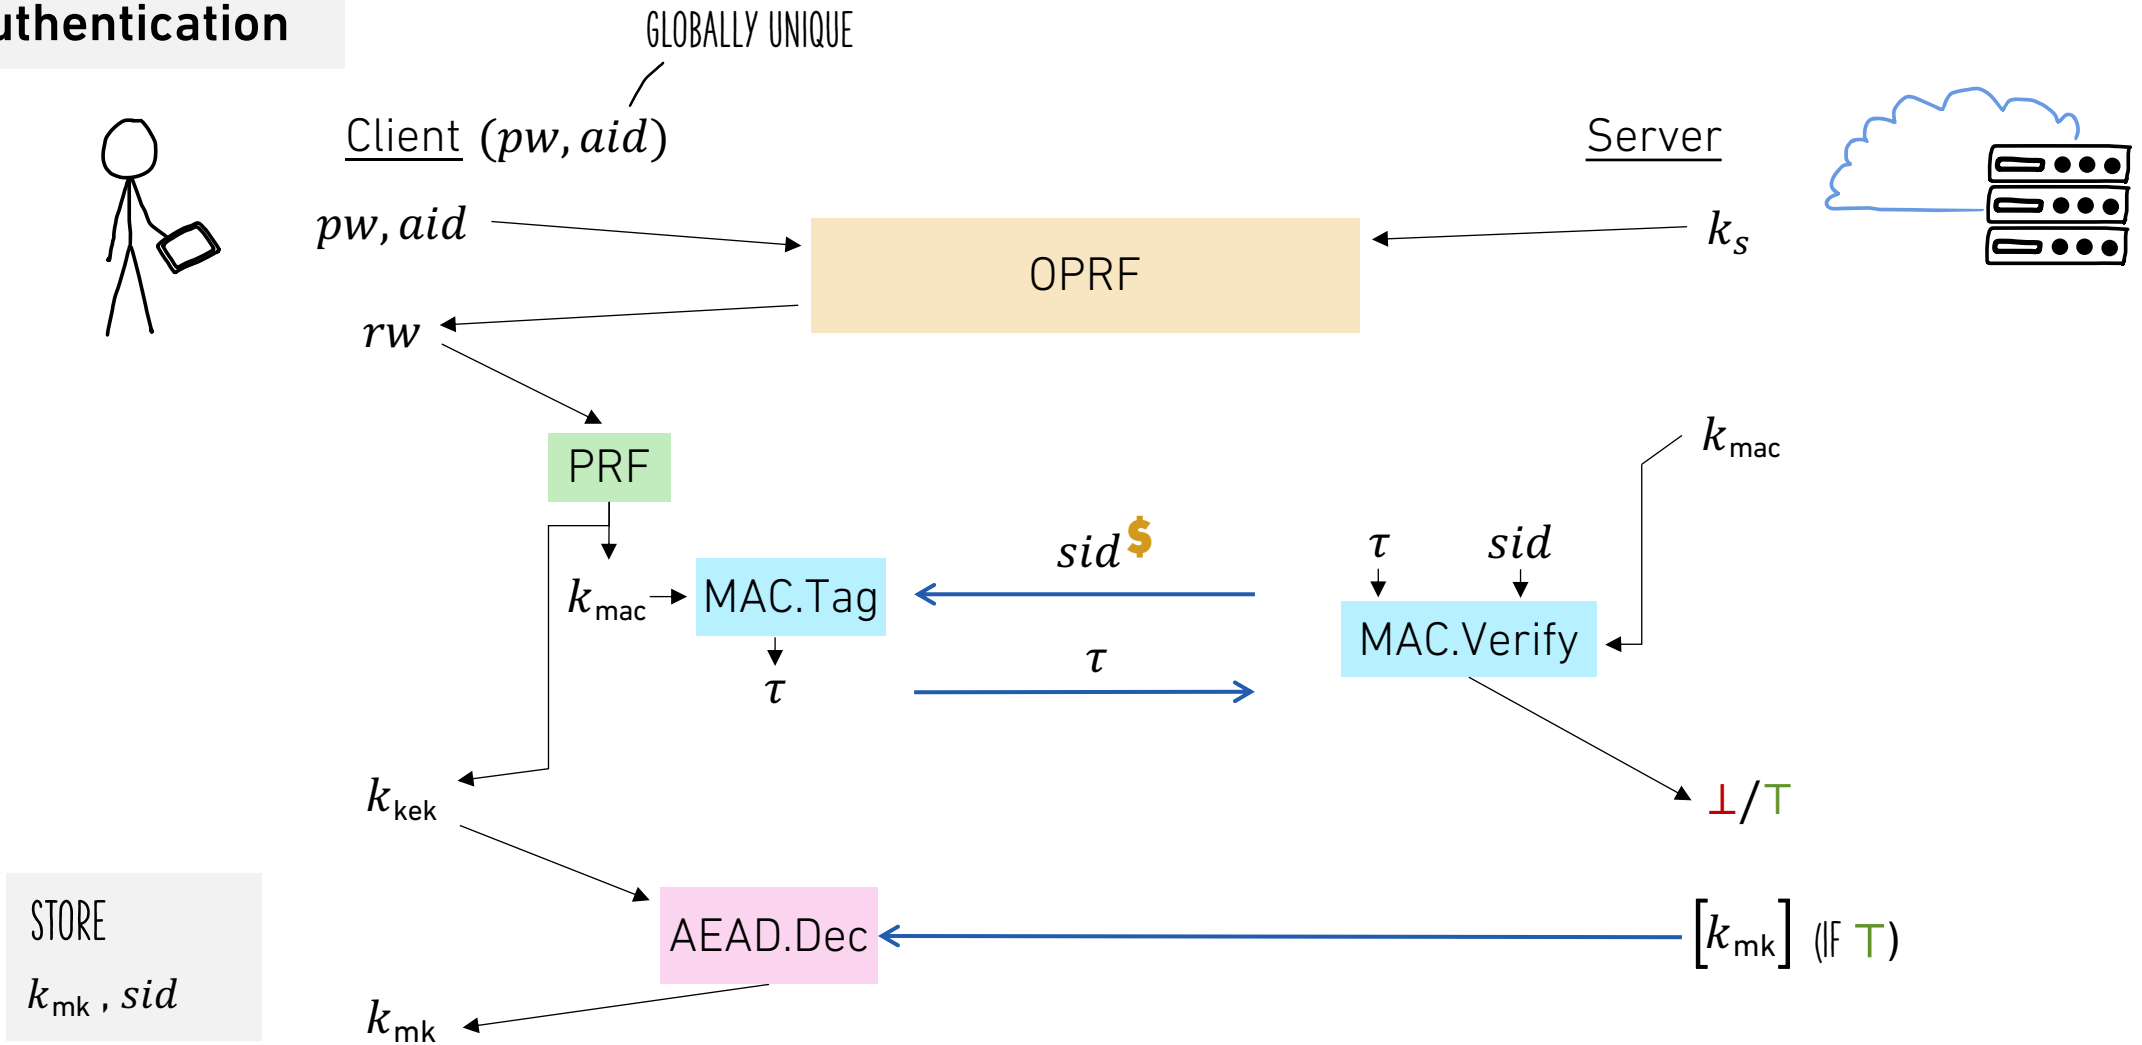 uthentication
GLOBALLY UNIQUE
Client (pw, aid)
Server
pw, aid
OPRF
k_s
rw
PRF
k_mac
k_mac
MAC.Tag
sid$
τ
sid
MAC.Verify
τ
τ
k_kek
⊥/⊤
STORE
k_mk , sid
AEAD.Dec
[k_mk] (IF ⊤)
k_mk